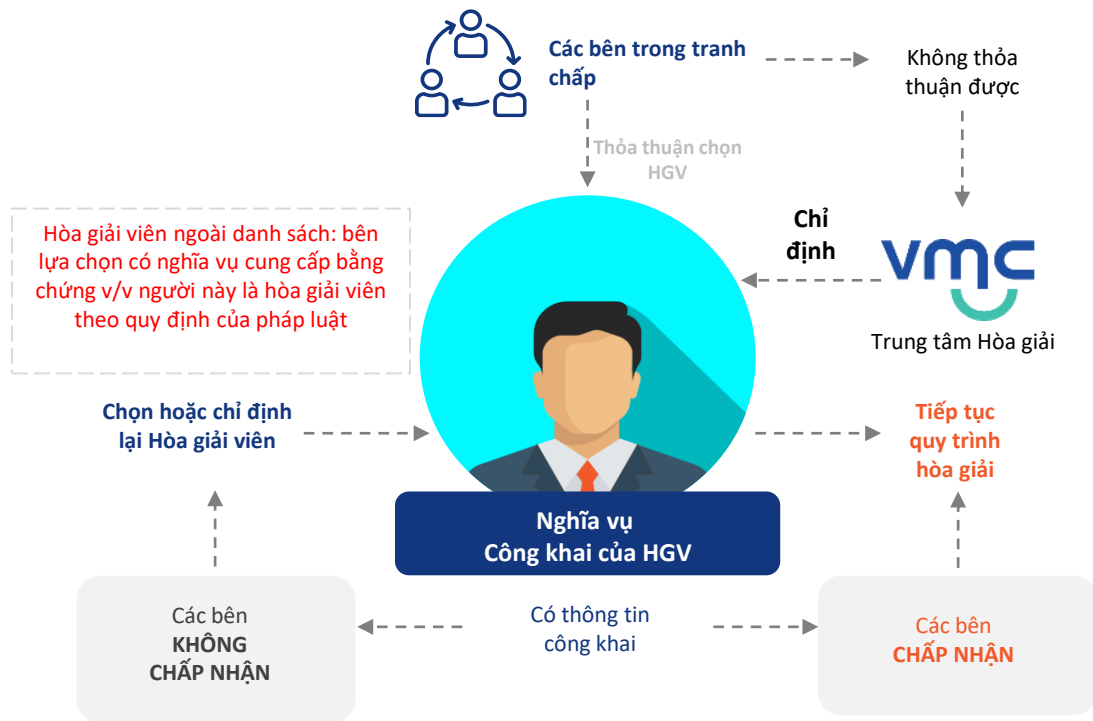 Các bên trong tranh
chấp
Không thỏa
thuận được
Thỏa thuận chọn
HGV
Chỉ
định
vmc
Trung tâm Hòa giải
Hòa giải viên ngoài danh sách: bên
lựa chọn có nghĩa vụ cung cấp bằng
chứng v/v người này là hòa giải viên
theo quy định của pháp luật
Chọn hoặc chỉ định
lại Hòa giải viên
Tiếp tục
quy trình
hòa giải
Nghĩa vụ
Công khai của HGV
Các bên
KHÔNG
CHẤP NHẬN
Có thông tin
công khai
Các bên
CHẤP NHẬN